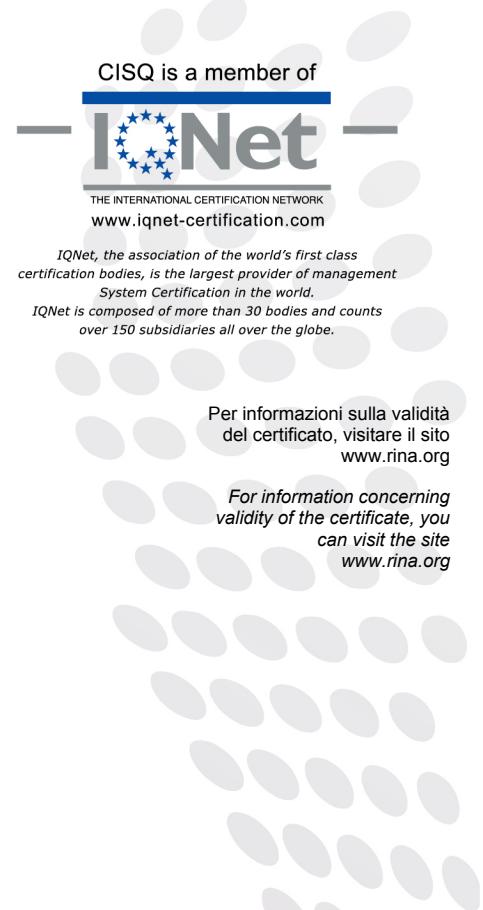 CISQ is a member of
IQNet
THE INTERNATIONAL CERTIFICATION NETWORK
www.iqnet-certification.com
IQNet, the association of the world's first class
certification bodies, is the largest provider of management
System Certification in the world.
IQNet is composed of more than 30 bodies and counts
over 150 subsidiaries all over the globe.
Per informazioni sulla validità
del certificato, visitare il sito
www.rina.org
For information concerning
validity of the certificate, you
can visit the site
www.rina.org